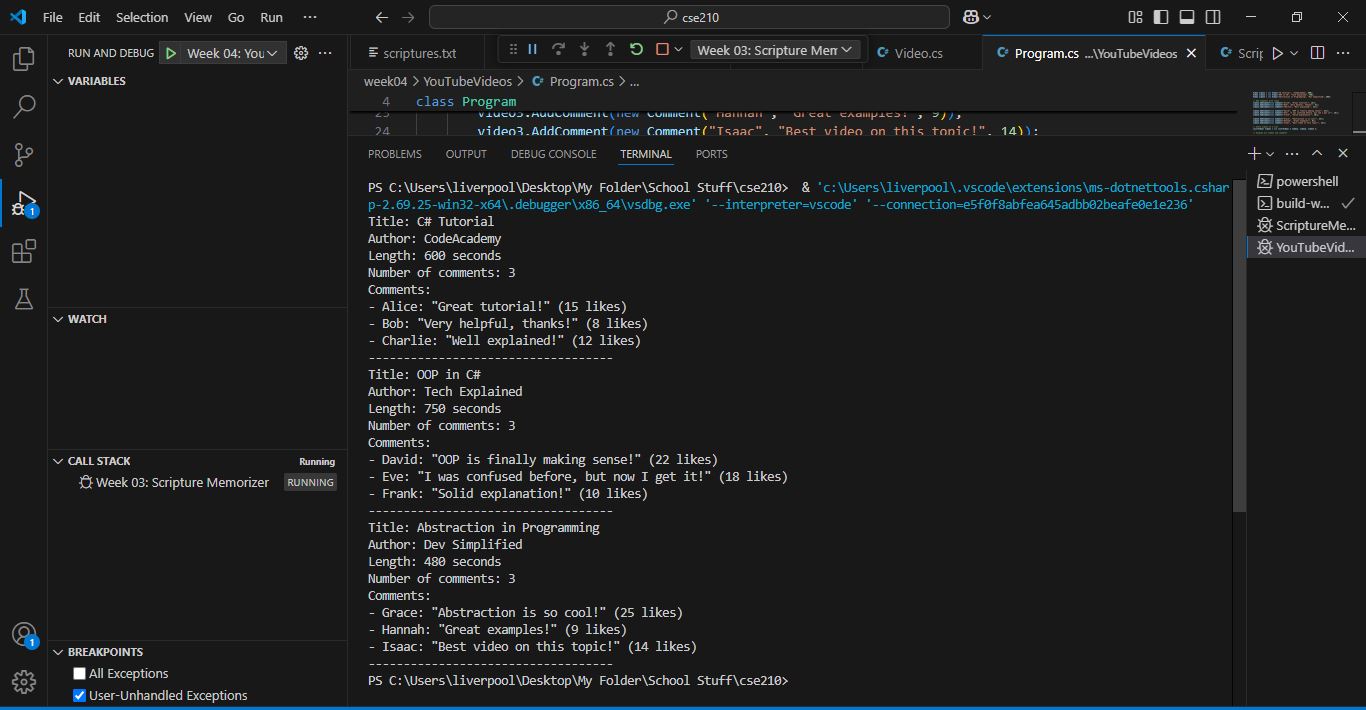 File Edit Selection View Go Run ··· cse210
RUN AND DEBUG Week 04: You ···
VARIABLES
WATCH
CALL STACK Running
Week 03: Scripture Memorizer RUNNING
BREAKPOINTS
All Exceptions
User-Unhandled Exceptions
1
1
scriptures.txt Week 03: Scripture Mem Video.cs Program.cs ...\YouTubeVideos Scrip ···
week04 > YouTubeVideos > Program.cs > ...
4 class Program
23 video3.AddComment(new Comment("Hannah", "Great examples!", 9));
24 video3.AddComment(new Comment("Isaac", "Best video on this topic!", 14));
PROBLEMS OUTPUT DEBUG CONSOLE TERMINAL PORTS
PS C:\Users\liverpool\Desktop\My Folder\School Stuff\cse210> & 'c:\Users\liverpool\.vscode\extensions\ms-dotnettools.cshar
p-2.69.25-win32-x64\.debugger\x86_64\vsdbg.exe' '--interpreter=vscode' '--connection=e5f0f8abfea645adbb02beafe0e1e236'
Title: C# Tutorial
Author: CodeAcademy
Length: 600 seconds
Number of comments: 3
Comments:
- Alice: "Great tutorial!" (15 likes)
- Bob: "Very helpful, thanks!" (8 likes)
- Charlie: "Well explained!" (12 likes)
-----------------------------------
Title: OOP in C#
Author: Tech Explained
Length: 750 seconds
Number of comments: 3
Comments:
- David: "OOP is finally making sense!" (22 likes)
- Eve: "I was confused before, but now I get it!" (18 likes)
- Frank: "Solid explanation!" (10 likes)
-----------------------------------
Title: Abstraction in Programming
Author: Dev Simplified
Length: 480 seconds
Number of comments: 3
Comments:
- Grace: "Abstraction is so cool!" (25 likes)
- Hannah: "Great examples!" (9 likes)
- Isaac: "Best video on this topic!" (14 likes)
-----------------------------------
PS C:\Users\liverpool\Desktop\My Folder\School Stuff\cse210>
powershell
build-w...
ScriptureMe...
YouTubeVid...